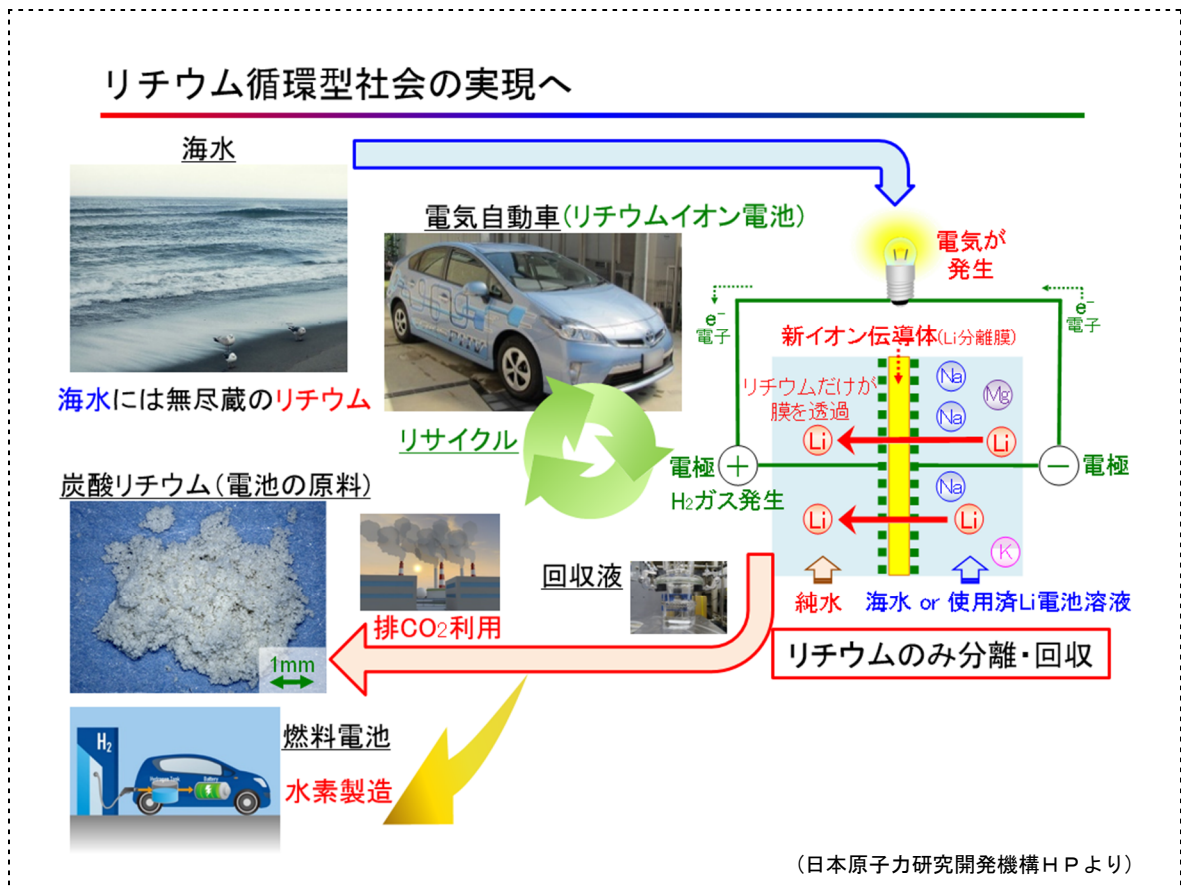 リチウム循環型社会の実現へ
海水
電気自動車(リチウムイオン電池)
電気が
発生
e-
電子
e-
電子
新イオン伝導体(Li分離膜)
海水には無尽蔵のリチウム
リチウムだけが
膜を透過
Na
Mg
Na
Li
Li
リサイクル
電極
+
−
電極
H2ガス発生
Na
Li
Li
K
炭酸リチウム(電池の原料)
回収液
純水
海水 or 使用済Li電池溶液
排CO2利用
リチウムのみ分離・回収
1mm
H2
Hydrogen Tank
Battery
燃料電池
水素製造
(日本原子力研究開発機構HPより)